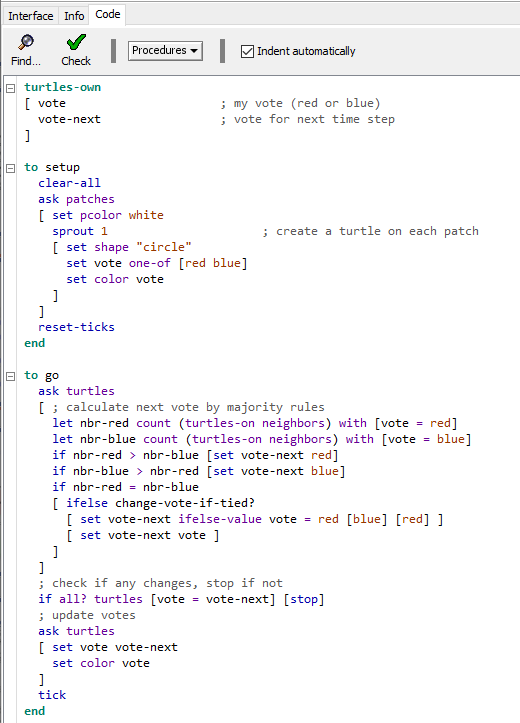 Interface Info Code
Find... Check Procedures Indent automatically
turtles-own
[ vote ; my vote (red or blue)
vote-next ; vote for next time step
]
to setup
clear-all
ask patches
[ set pcolor white
sprout 1 ; create a turtle on each patch
[ set shape "circle"
set vote one-of [red blue]
set color vote
]
]
reset-ticks
end
to go
ask turtles
[ ; calculate next vote by majority rules
let nbr-red count (turtles-on neighbors) with [vote = red]
let nbr-blue count (turtles-on neighbors) with [vote = blue]
if nbr-red > nbr-blue [set vote-next red]
if nbr-blue > nbr-red [set vote-next blue]
if nbr-red = nbr-blue
[ ifelse change-vote-if-tied?
[ set vote-next ifelse-value vote = red [blue] [red] ]
[ set vote-next vote ]
]
]
; check if any changes, stop if not
if all? turtles [vote = vote-next] [stop]
; update votes
ask turtles
[ set vote vote-next
set color vote
]
tick
end